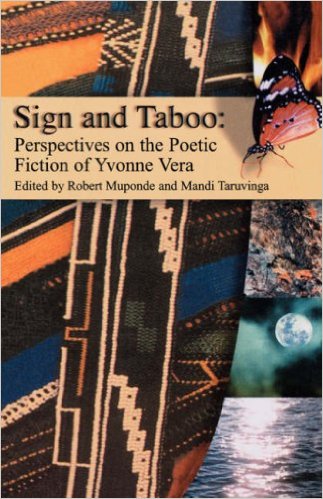 Sign and Taboo:
Perspectives on the Poetic
Fiction of Yvonne Vera
Edited by Robert Muponde and Mandi Taruvinga